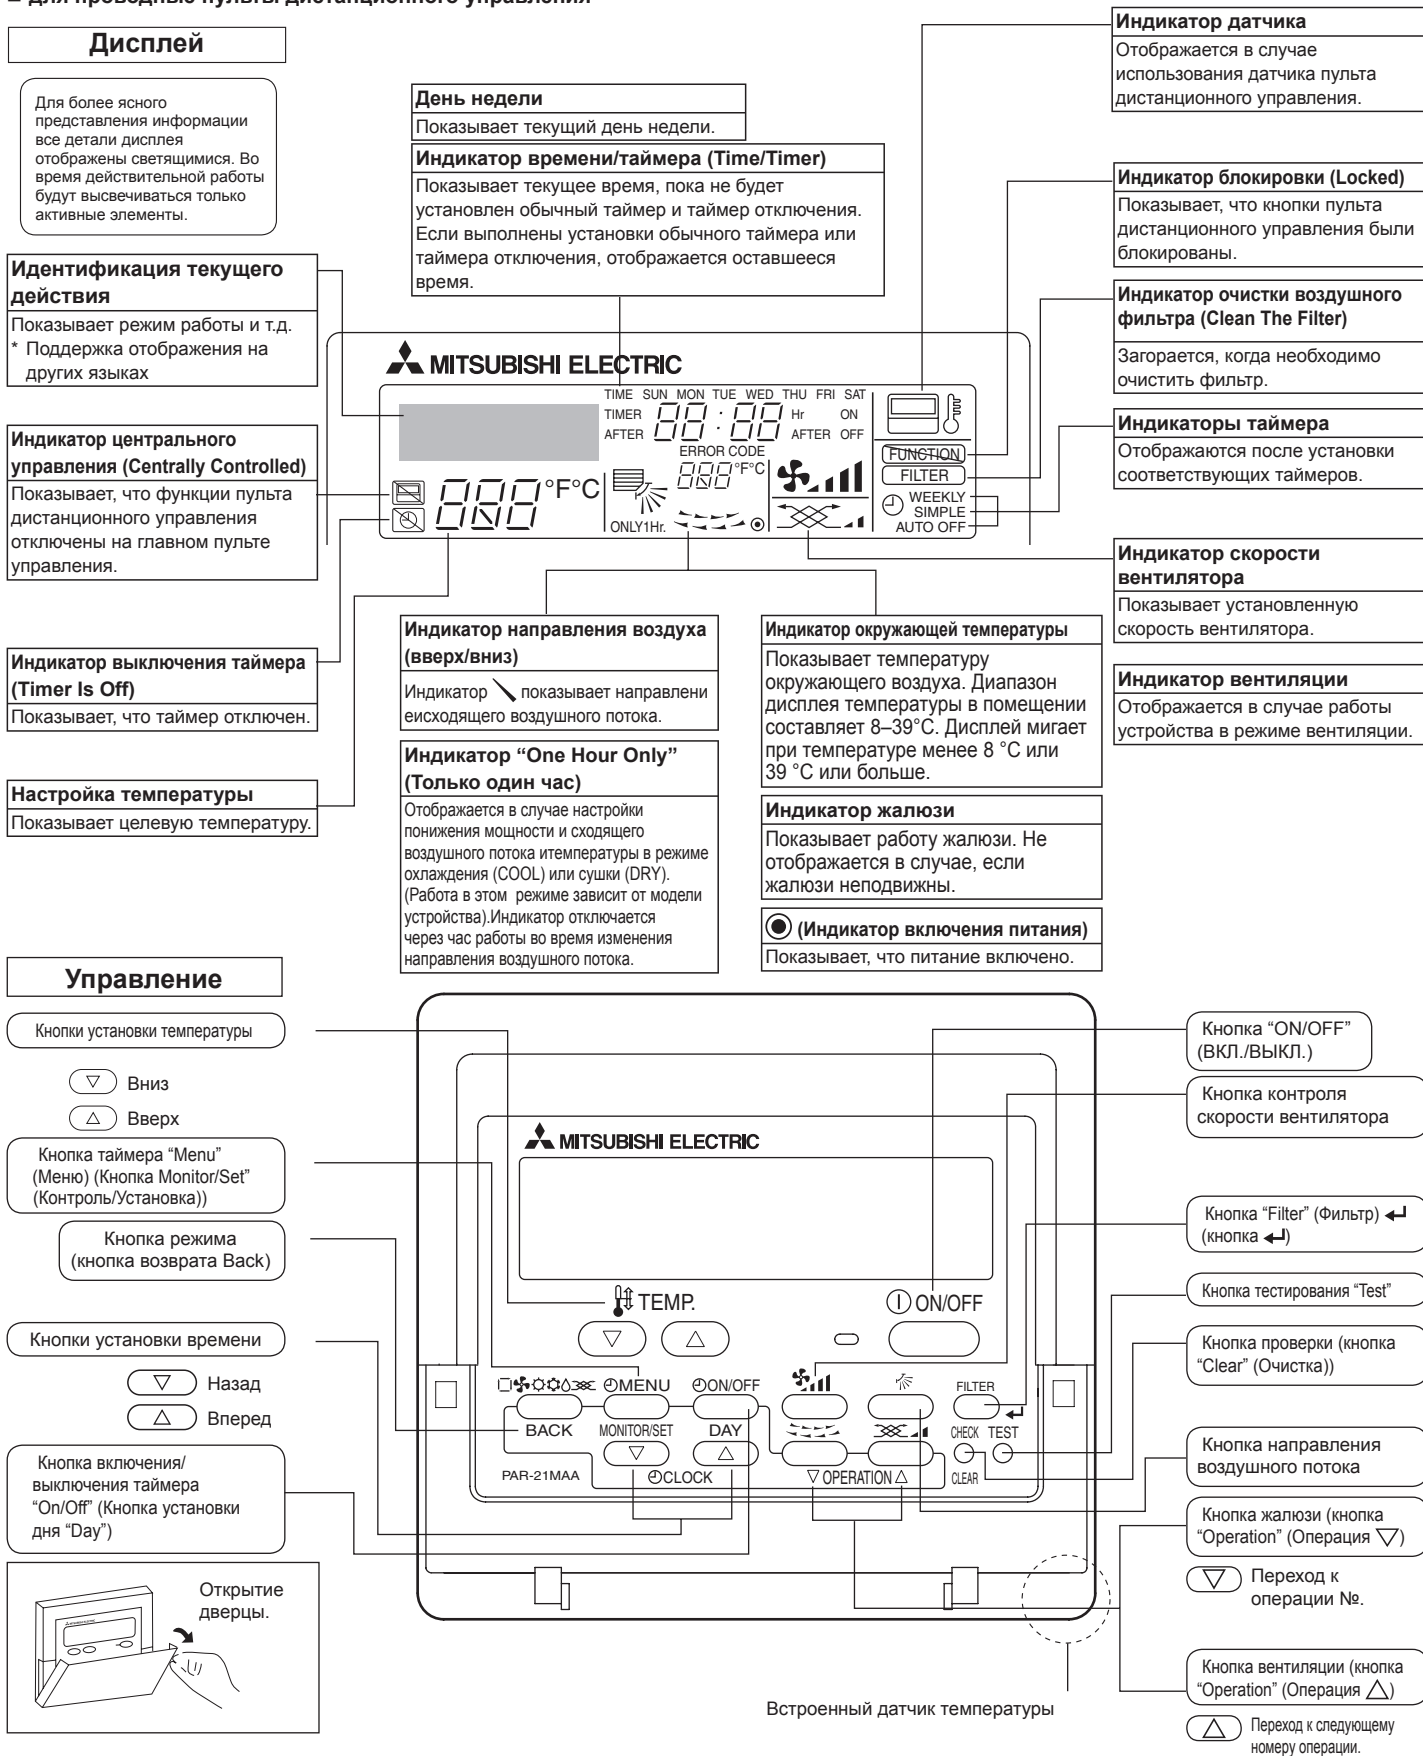 ■ для проводные пульты дистанционного управления
Дисплей
Для более ясного
представления информации
все детали дисплея
отображены светящимися. Во
время действительной работы
будут высвечиваться только
активные элементы.
День недели
Показывает текущий день недели.
Индикатор времени/таймера (Time/Timer)
Показывает текущее время, пока не будет
установлен обычный таймер и таймер отключения.
Если выполнены установки обычного таймера или
таймера отключения, отображается оставшееся
время.
Индикатор датчика
Отображается в случае
использования датчика пульта
дистанционного управления.
Индикатор блокировки (Locked)
Показывает, что кнопки пульта
дистанционного управления были
блокированы.
Индикатор очистки воздушного
фильтра (Clean The Filter)
Загорается, когда необходимо
очистить фильтр.
Индикаторы таймера
Отображаются после установки
соответствующих таймеров.
Индикатор скорости
вентилятора
Показывает установленную
скорость вентилятора.
Индикатор вентиляции
Отображается в случае работы
устройства в режиме вентиляции.
Идентификация текущего
действия
Показывает режим работы и т.д.
* Поддержка отображения на
других языках
Индикатор центрального
управления (Centrally Controlled)
Показывает, что функции пульта
дистанционного управления
отключены на главном пульте
управления.
Индикатор выключения таймера
(Timer Is Off)
Показывает, что таймер отключен.
Настройка температуры
Показывает целевую температуру.
MITSUBISHI ELECTRIC
TIME SUN MON TUE WED THU FRI SAT
TIMER 88:88 Hr ON
AFTER AFTER OFF
ERROR CODE
°F°C
°F°C
ONLY1Hr.
FUNCTION
FILTER
WEEKLY
SIMPLE
AUTO OFF
Индикатор направления воздуха
(вверх/вниз)
Индикатор показывает направлени
еисходящего воздушного потока.
Индикатор “One Hour Only”
(Только один час)
Отображается в случае настройки
понижения мощности и сходящего
воздушного потока итемпературы в режиме
охлаждения (COOL) или сушки (DRY).
(Работа в этом режиме зависит от модели
устройства).Индикатор отключается
через час работы во время изменения
направления воздушного потока.
Индикатор окружающей температуры
Показывает температуру
окружающего воздуха. Диапазон
дисплея температуры в помещении
составляет 8–39°C. Дисплей мигает
при температуре менее 8 °C или
39 °C или больше.
Индикатор жалюзи
Показывает работу жалюзи. Не
отображается в случае, если
жалюзи неподвижны.
(Индикатор включения питания)
Показывает, что питание включено.
Управление
Кнопки установки температуры
▽ Вниз
△ Вверх
Кнопка таймера “Menu”
(Меню) (Кнопка Monitor/Set”
(Контроль/Установка))
Кнопка режима
(кнопка возврата Back)
Кнопки установки времени
▽ Назад
△ Вперед
Кнопка включения/
выключения таймера
“On/Off” (Кнопка установки
дня “Day”)
Открытие
дверцы.
MITSUBISHI ELECTRIC
TEMP.
ON/OFF
▽ △
MENU ON/OFF FILTER
BACK MONITOR/SET DAY CHECK TEST
▽ △
PAR-21MAA CLOCK ▽ OPERATION △ CLEAR
Встроенный датчик температуры
Кнопка “ON/OFF”
(ВКЛ./ВЫКЛ.)
Кнопка контроля
скорости вентилятора
Кнопка “Filter” (Фильтр) ↵
(кнопка ↵)
Кнопка тестирования “Test”
Кнопка проверки (кнопка
“Clear” (Очистка))
Кнопка направления
воздушного потока
Кнопка жалюзи (кнопка
“Operation” (Операция ▽)
▽ Переход к
операции №.
Кнопка вентиляции (кнопка
“Operation” (Операция △)
△ Переход к следующему
номеру операции.